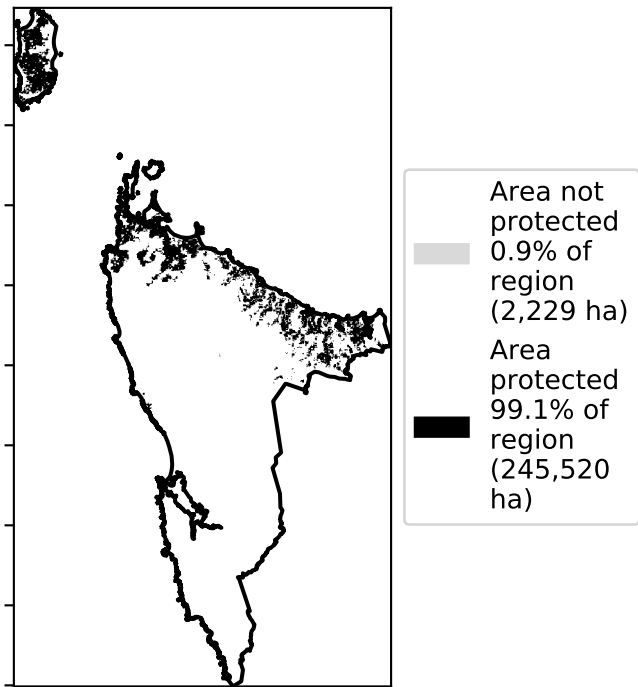 Area not
protected
0.9% of
region
(2,229 ha)
Area
protected
99.1% of
region
(245,520
ha)